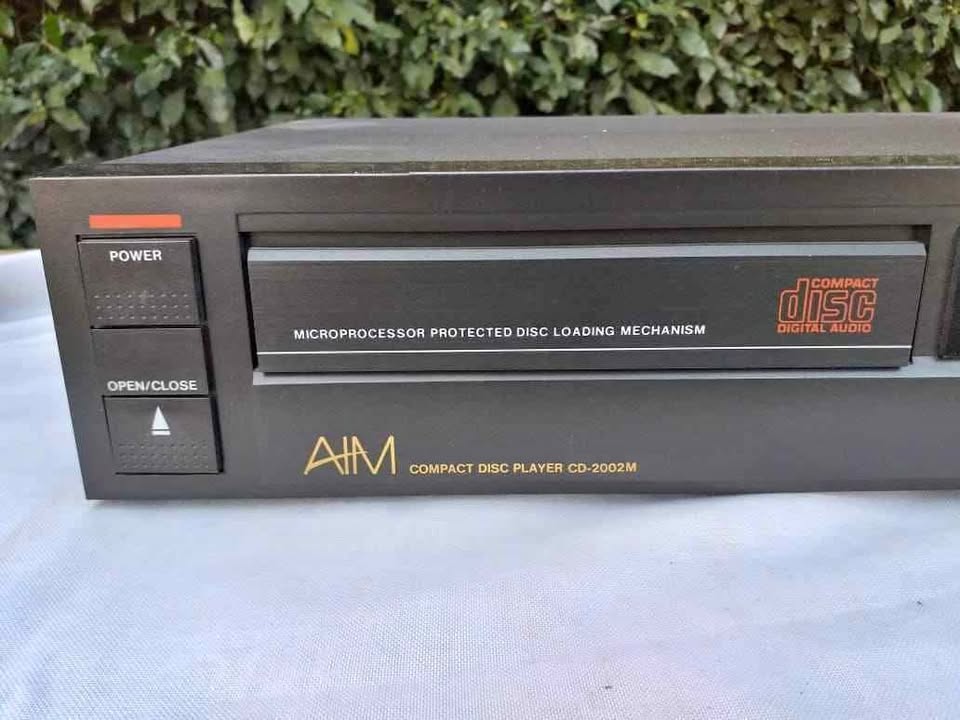 POWER
OPEN/CLOSE
MICROPROCESSOR PROTECTED DISC LOADING MECHANISM
COMPACT
disc
DIGITAL AUDIO
AIM COMPACT DISC PLAYER CD-2002M